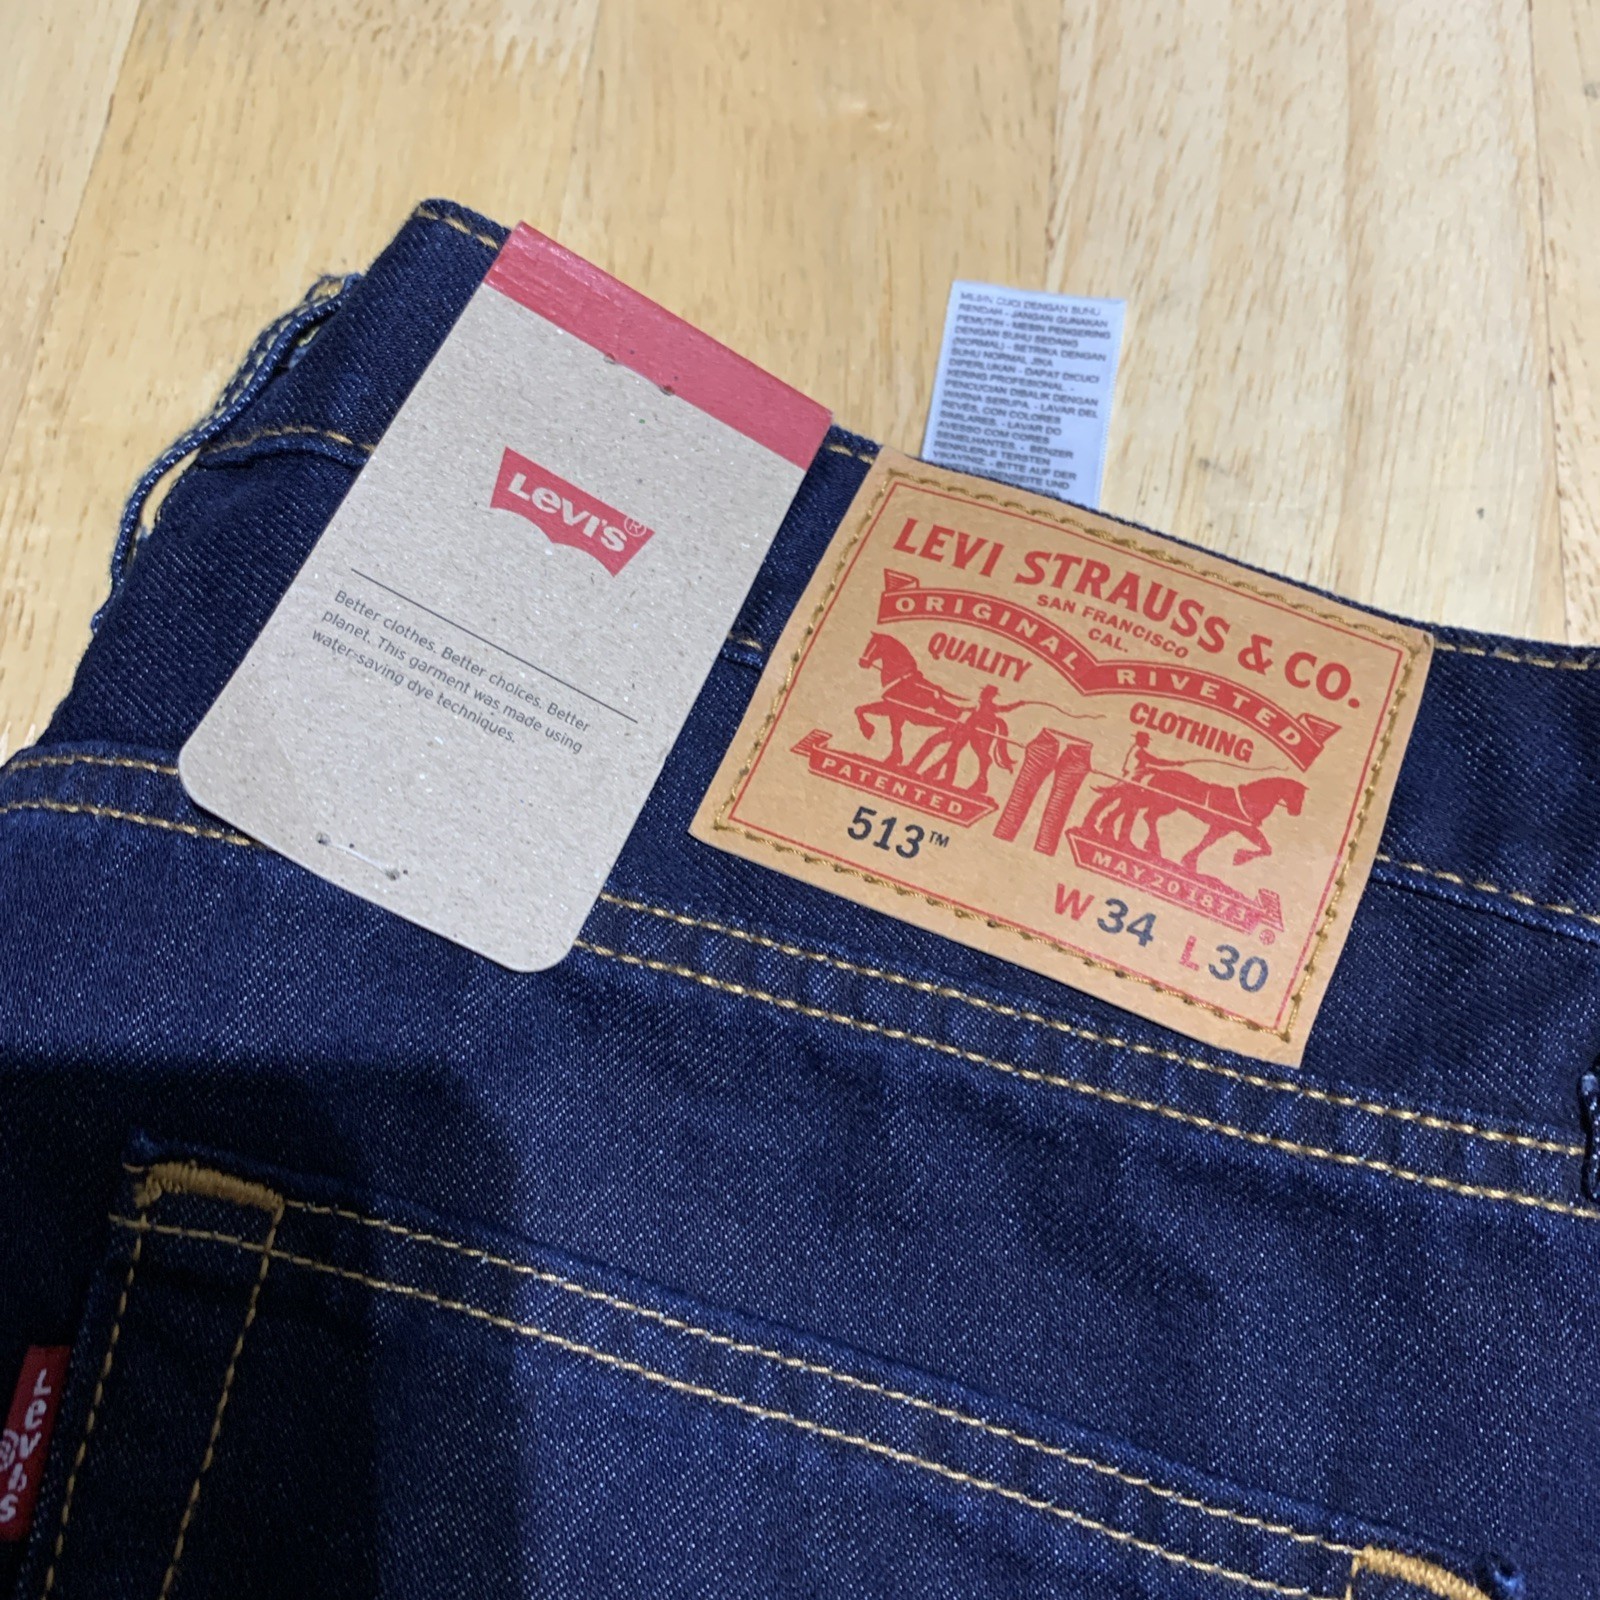 Levi's®
Better clothes. Better choices. Better
planet. This garment was made using
water-saving dye techniques.
MESIN CUCI DENGAN SUHU
RENDAH - JANGAN GUNAKAN
PEMUTIH - MESIN PENGERING
DENGAN SUHU SEDANG
(NORMAL) - SETRIKA DENGAN
SUHU NORMAL JIKA
DIPERLUKAN - DAPAT DICUCI
KERING PROFESIONAL. -
PENCUCIAN DIBALIK DENGAN
WARNA SERUPA. - LAVAR DEL
REVÉS, CON COLORES
SIMILARES. - LAVAR DO
AVESSO COM CORES
SEMELHANTES. - BENZER
RENKLERLE TERSTEN
YIKAYINIZ. - BITTE AUF DER
UND
LEVI STRAUSS & CO.
SAN FRANCISCO
CAL.
ORIGINAL RIVETED
QUALITY CLOTHING
PATENTED
MAY 20 1873
513™
W 34 L 30
®
Levi's
®